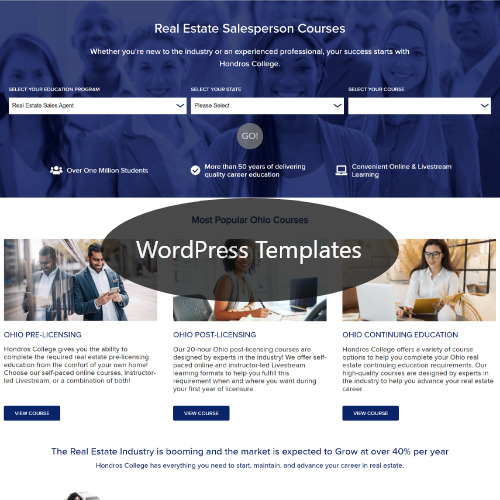 Real Estate Salesperson Courses
Whether you're new to the industry or an experienced professional, your success starts with
Hondros College.
SELECT YOUR EDUCATION PROGRAM
SELECT YOUR STATE
SELECT YOUR COURSE
Real Estate Sales Agent
Please Select
GO!
Over One Million Students
More than 50 years of delivering
quality career education
Convenient Online & Livestream
Learning
Most Popular Ohio Courses
WordPress Templates
OHIO PRE-LICENSING
Hondros College gives you the ability to
complete the required real estate pre-licensing
education from the comfort of your own home!
Choose our self-paced online courses, instructor-
led Livestream, or a combination of both!
VIEW COURSE
OHIO POST-LICENSING
Our 20-hour Ohio post-licensing courses are
designed by experts in the industry! We offer self-
paced online and instructor-led Livestream
learning formats to help you fulfill this
requirement when and where you want during
your first year of licensure.
VIEW COURSE
OHIO CONTINUING EDUCATION
Hondros College offers a variety of course
options to help you complete your Ohio real
estate continuing education requirements. Our
high-quality courses are designed by experts in
the industry to help you advance your real estate
career.
VIEW COURSE
The Real Estate Industry is booming and the market is expected to Grow at over 40% per year
Hondros College has everything you need to start, maintain, and advance your career in real estate.